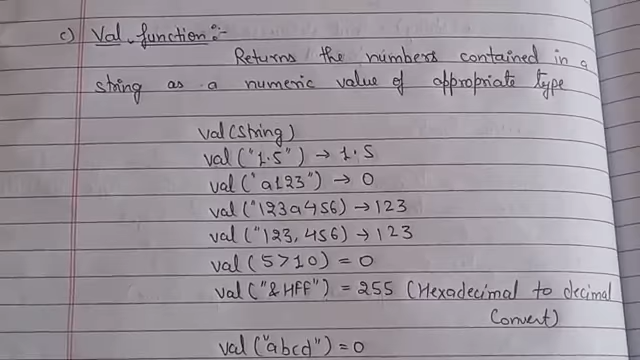 c) Val function:-
Returns the numbers contained in a
string as a numeric value of appropriate type
val(String)
val("1.5") → 1.5
val("a123") → 0
val("123a456) → 123
val("123,456) → 123
val(5>10) = 0
val("&HFF") = 255 (Hexadecimal to decimal
Convert)
val("abcd") = 0